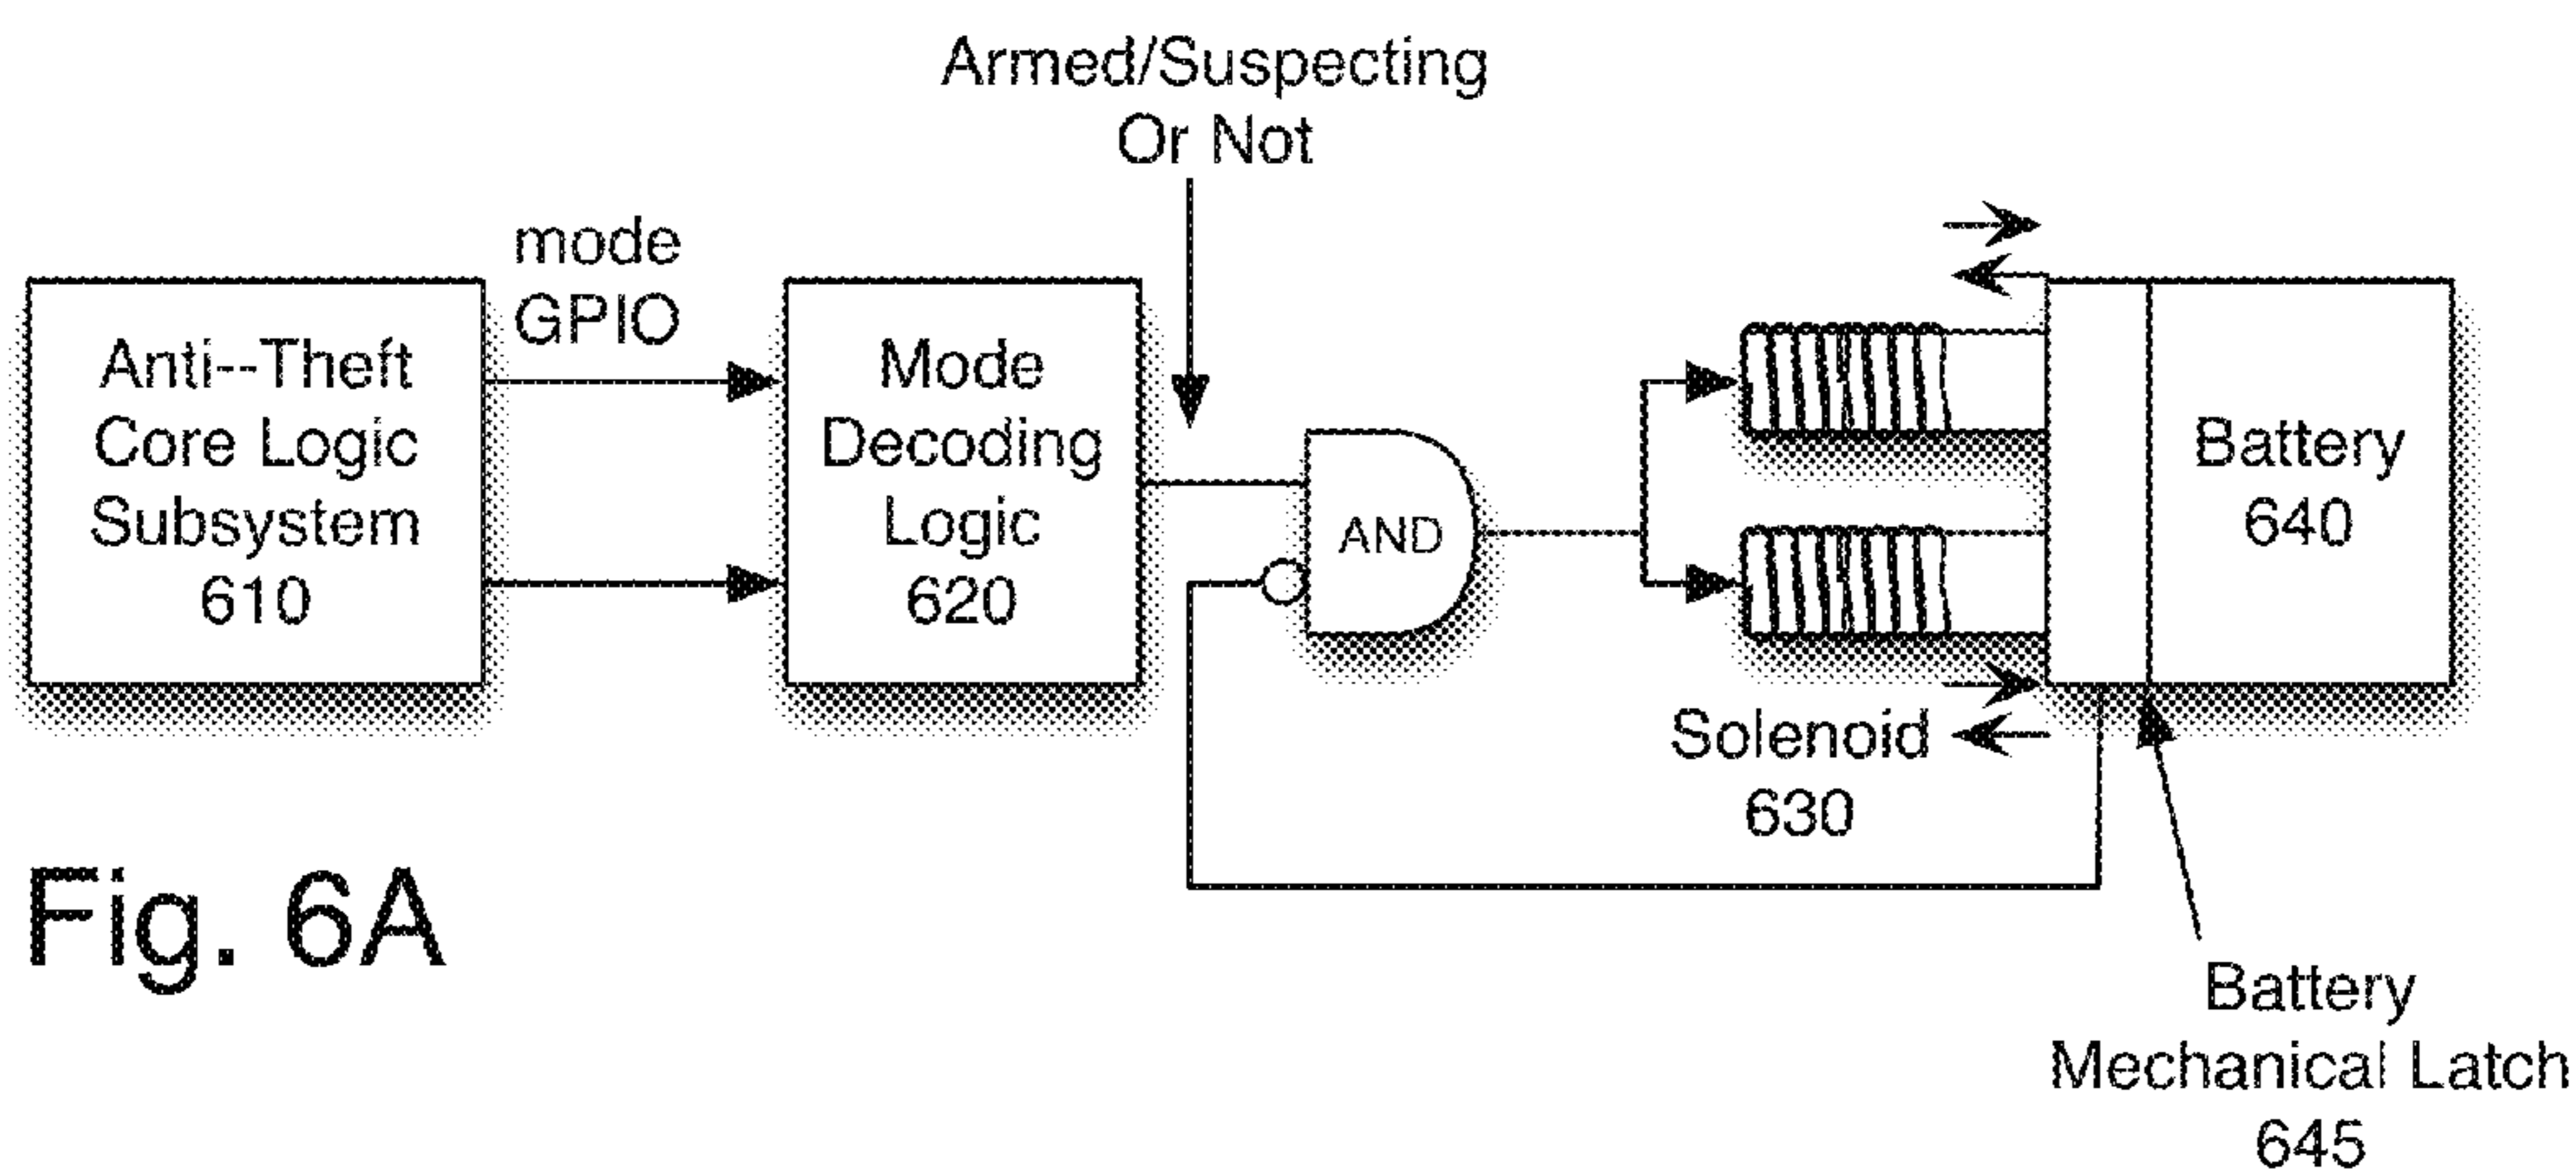 Armed/Suspecting
Or Not
mode
GPIO
Anti--Theft
Core Logic
Subsystem
610
Mode
Decoding
Logic
620
AND
Battery
640
Solenoid
630
Battery
Mechanical Latch
645
Fig. 6A